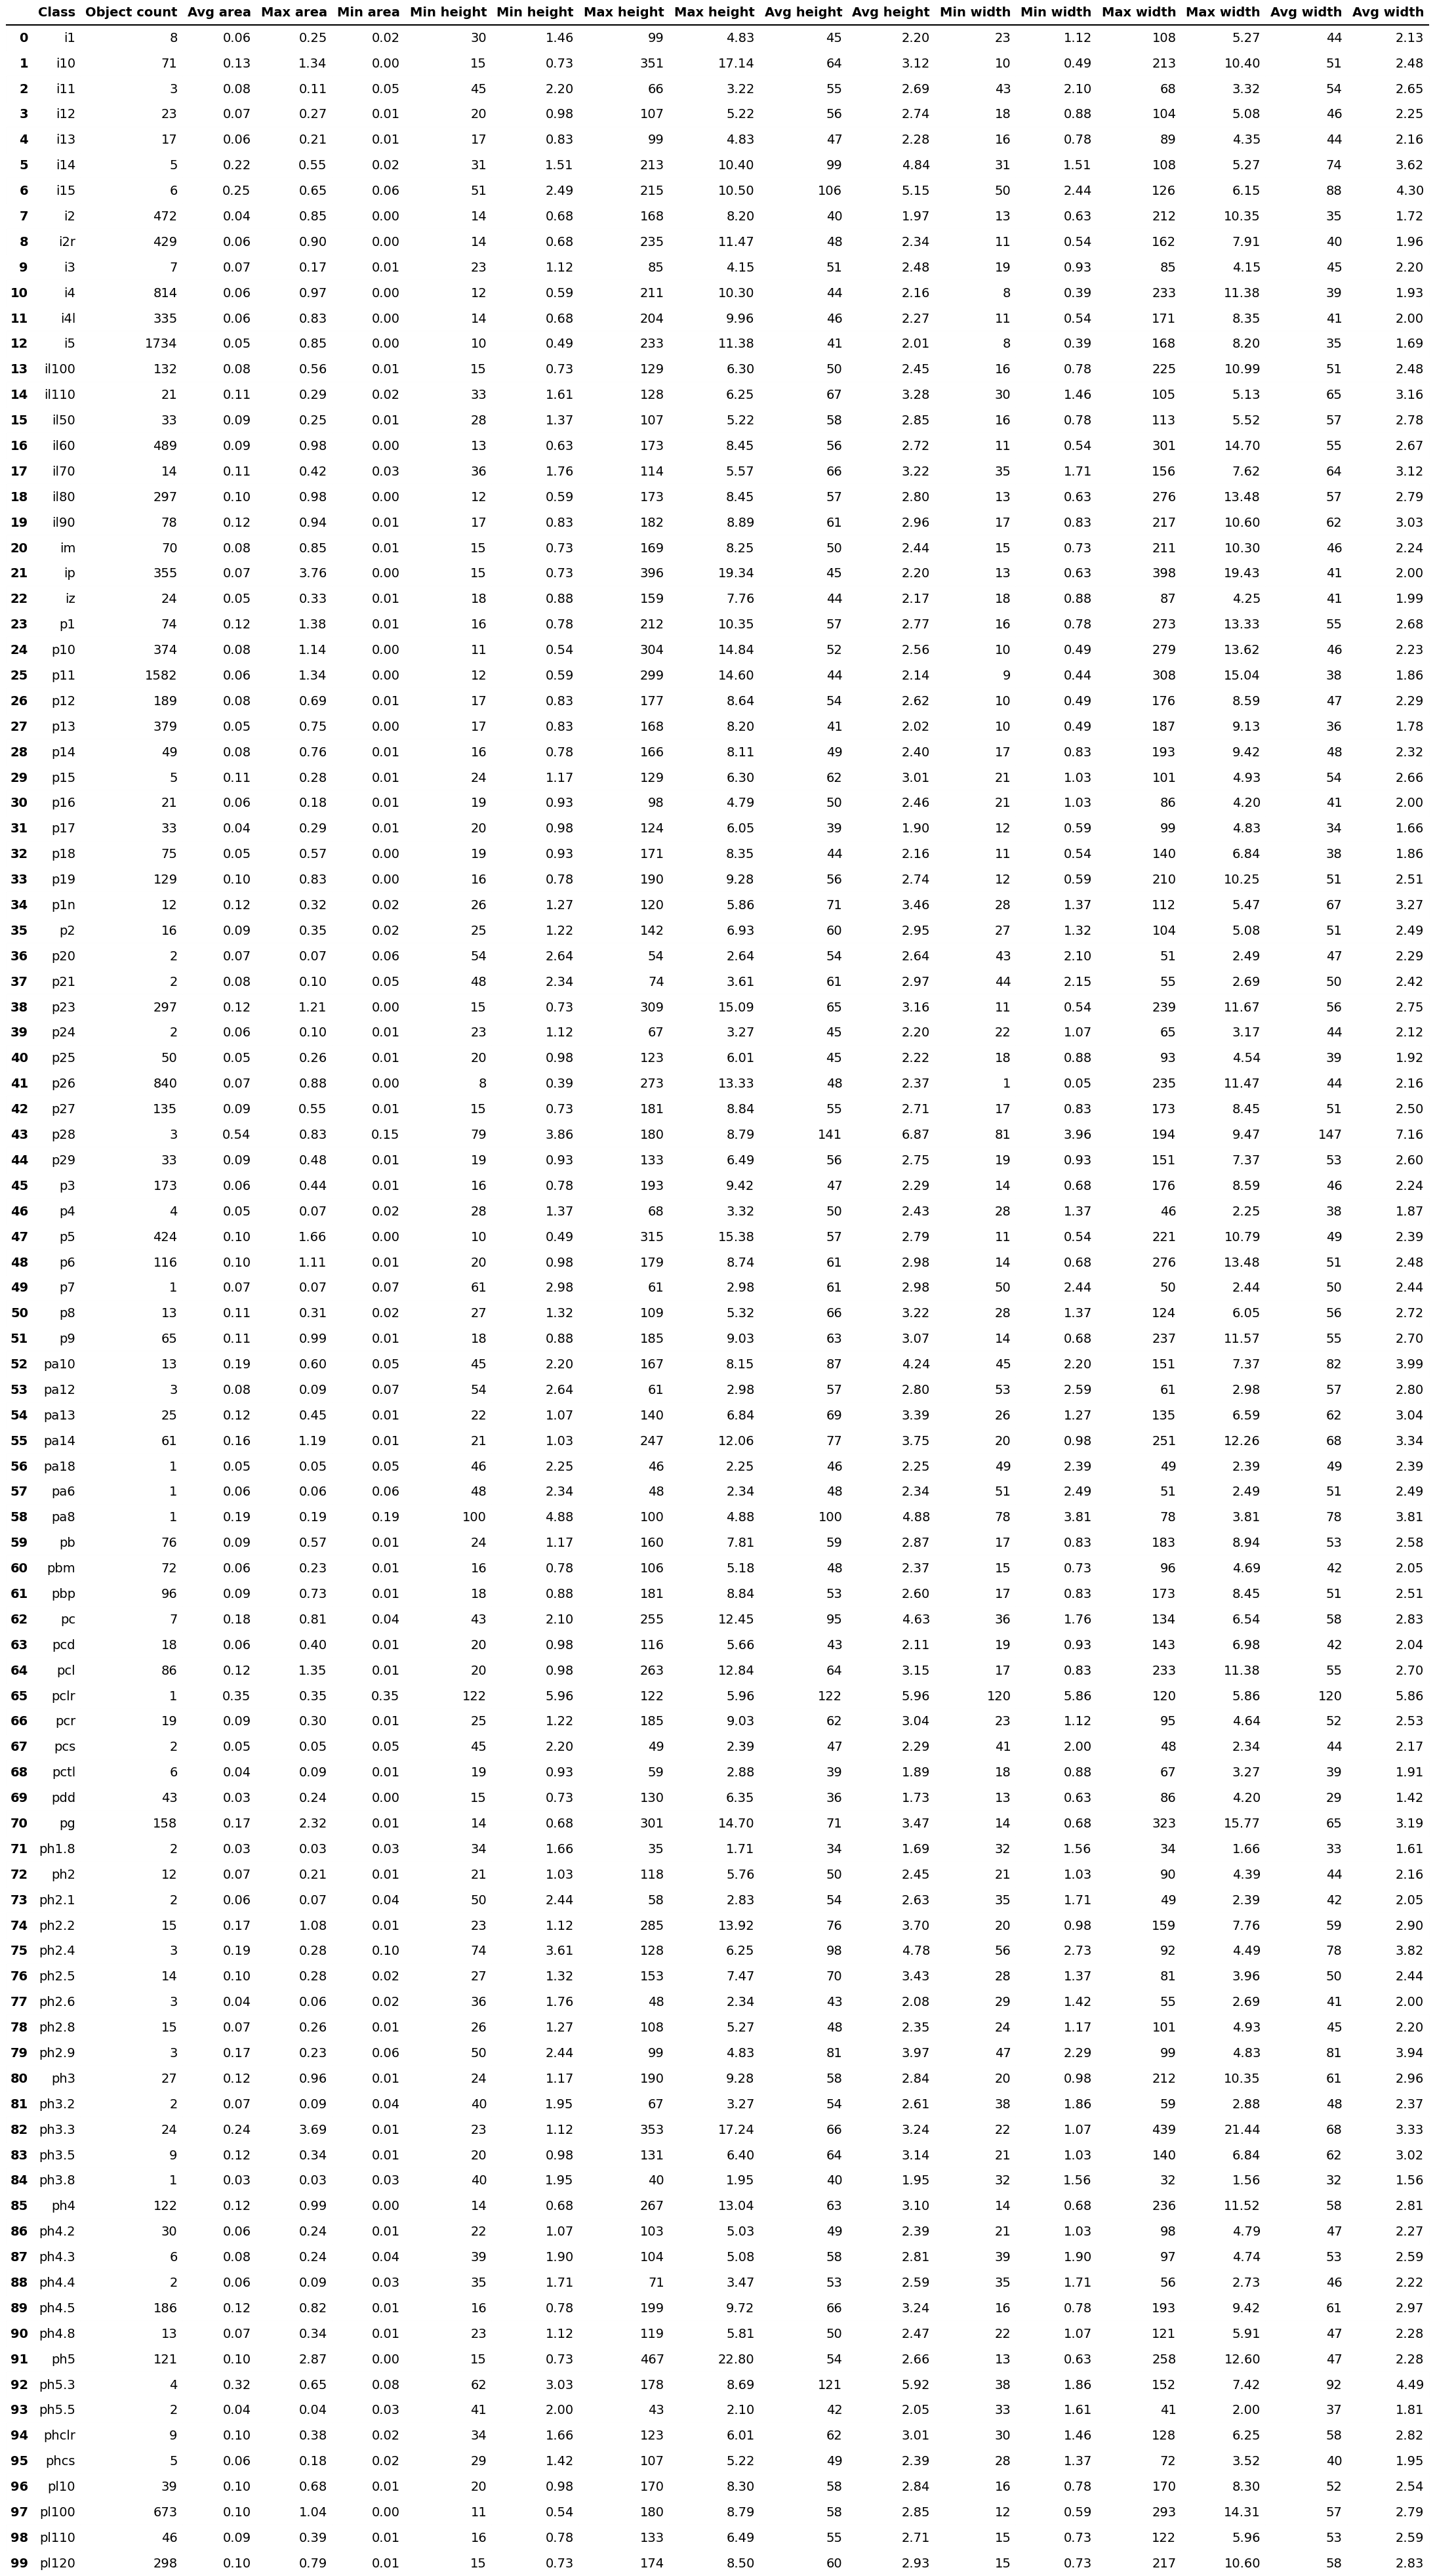 Class Object count Avg area Max area Min area Min height Min height Max height Max height Avg height Avg height Min width Min width Max width Max width Avg width Avg width
0 i1 8 0.06 0.25 0.02 30 1.46 99 4.83 45 2.20 23 1.12 108 5.27 44 2.13
1 i10 71 0.13 1.34 0.00 15 0.73 351 17.14 64 3.12 10 0.49 213 10.40 51 2.48
2 i11 3 0.08 0.11 0.05 45 2.20 66 3.22 55 2.69 43 2.10 68 3.32 54 2.65
3 i12 23 0.07 0.27 0.01 20 0.98 107 5.22 56 2.74 18 0.88 104 5.08 46 2.25
4 i13 17 0.06 0.21 0.01 17 0.83 99 4.83 47 2.28 16 0.78 89 4.35 44 2.16
5 i14 5 0.22 0.55 0.02 31 1.51 213 10.40 99 4.84 31 1.51 108 5.27 74 3.62
6 i15 6 0.25 0.65 0.06 51 2.49 215 10.50 106 5.15 50 2.44 126 6.15 88 4.30
7 i2 472 0.04 0.85 0.00 14 0.68 168 8.20 40 1.97 13 0.63 212 10.35 35 1.72
8 i2r 429 0.06 0.90 0.00 14 0.68 235 11.47 48 2.34 11 0.54 162 7.91 40 1.96
9 i3 7 0.07 0.17 0.01 23 1.12 85 4.15 51 2.48 19 0.93 85 4.15 45 2.20
10 i4 814 0.06 0.97 0.00 12 0.59 211 10.30 44 2.16 8 0.39 233 11.38 39 1.93
11 i4l 335 0.06 0.83 0.00 14 0.68 204 9.96 46 2.27 11 0.54 171 8.35 41 2.00
12 i5 1734 0.05 0.85 0.00 10 0.49 233 11.38 41 2.01 8 0.39 168 8.20 35 1.69
13 il100 132 0.08 0.56 0.01 15 0.73 129 6.30 50 2.45 16 0.78 225 10.99 51 2.48
14 il110 21 0.11 0.29 0.02 33 1.61 128 6.25 67 3.28 30 1.46 105 5.13 65 3.16
15 il50 33 0.09 0.25 0.01 28 1.37 107 5.22 58 2.85 16 0.78 113 5.52 57 2.78
16 il60 489 0.09 0.98 0.00 13 0.63 173 8.45 56 2.72 11 0.54 301 14.70 55 2.67
17 il70 14 0.11 0.42 0.03 36 1.76 114 5.57 66 3.22 35 1.71 156 7.62 64 3.12
18 il80 297 0.10 0.98 0.00 12 0.59 173 8.45 57 2.80 13 0.63 276 13.48 57 2.79
19 il90 78 0.12 0.94 0.01 17 0.83 182 8.89 61 2.96 17 0.83 217 10.60 62 3.03
20 im 70 0.08 0.85 0.01 15 0.73 169 8.25 50 2.44 15 0.73 211 10.30 46 2.24
21 ip 355 0.07 3.76 0.00 15 0.73 396 19.34 45 2.20 13 0.63 398 19.43 41 2.00
22 iz 24 0.05 0.33 0.01 18 0.88 159 7.76 44 2.17 18 0.88 87 4.25 41 1.99
23 p1 74 0.12 1.38 0.01 16 0.78 212 10.35 57 2.77 16 0.78 273 13.33 55 2.68
24 p10 374 0.08 1.14 0.00 11 0.54 304 14.84 52 2.56 10 0.49 279 13.62 46 2.23
25 p11 1582 0.06 1.34 0.00 12 0.59 299 14.60 44 2.14 9 0.44 308 15.04 38 1.86
26 p12 189 0.08 0.69 0.01 17 0.83 177 8.64 54 2.62 10 0.49 176 8.59 47 2.29
27 p13 379 0.05 0.75 0.00 17 0.83 168 8.20 41 2.02 10 0.49 187 9.13 36 1.78
28 p14 49 0.08 0.76 0.01 16 0.78 166 8.11 49 2.40 17 0.83 193 9.42 48 2.32
29 p15 5 0.11 0.28 0.01 24 1.17 129 6.30 62 3.01 21 1.03 101 4.93 54 2.66
30 p16 21 0.06 0.18 0.01 19 0.93 98 4.79 50 2.46 21 1.03 86 4.20 41 2.00
31 p17 33 0.04 0.29 0.01 20 0.98 124 6.05 39 1.90 12 0.59 99 4.83 34 1.66
32 p18 75 0.05 0.57 0.00 19 0.93 171 8.35 44 2.16 11 0.54 140 6.84 38 1.86
33 p19 129 0.10 0.83 0.00 16 0.78 190 9.28 56 2.74 12 0.59 210 10.25 51 2.51
34 p1n 12 0.12 0.32 0.02 26 1.27 120 5.86 71 3.46 28 1.37 112 5.47 67 3.27
35 p2 16 0.09 0.35 0.02 25 1.22 142 6.93 60 2.95 27 1.32 104 5.08 51 2.49
36 p20 2 0.07 0.07 0.06 54 2.64 54 2.64 54 2.64 43 2.10 51 2.49 47 2.29
37 p21 2 0.08 0.10 0.05 48 2.34 74 3.61 61 2.97 44 2.15 55 2.69 50 2.42
38 p23 297 0.12 1.21 0.00 15 0.73 309 15.09 65 3.16 11 0.54 239 11.67 56 2.75
39 p24 2 0.06 0.10 0.01 23 1.12 67 3.27 45 2.20 22 1.07 65 3.17 44 2.12
40 p25 50 0.05 0.26 0.01 20 0.98 123 6.01 45 2.22 18 0.88 93 4.54 39 1.92
41 p26 840 0.07 0.88 0.00 8 0.39 273 13.33 48 2.37 1 0.05 235 11.47 44 2.16
42 p27 135 0.09 0.55 0.01 15 0.73 181 8.84 55 2.71 17 0.83 173 8.45 51 2.50
43 p28 3 0.54 0.83 0.15 79 3.86 180 8.79 141 6.87 81 3.96 194 9.47 147 7.16
44 p29 33 0.09 0.48 0.01 19 0.93 133 6.49 56 2.75 19 0.93 151 7.37 53 2.60
45 p3 173 0.06 0.44 0.01 16 0.78 193 9.42 47 2.29 14 0.68 176 8.59 46 2.24
46 p4 4 0.05 0.07 0.02 28 1.37 68 3.32 50 2.43 28 1.37 46 2.25 38 1.87
47 p5 424 0.10 1.66 0.00 10 0.49 315 15.38 57 2.79 11 0.54 221 10.79 49 2.39
48 p6 116 0.10 1.11 0.01 20 0.98 179 8.74 61 2.98 14 0.68 276 13.48 51 2.48
49 p7 1 0.07 0.07 0.07 61 2.98 61 2.98 61 2.98 50 2.44 50 2.44 50 2.44
50 p8 13 0.11 0.31 0.02 27 1.32 109 5.32 66 3.22 28 1.37 124 6.05 56 2.72
51 p9 65 0.11 0.99 0.01 18 0.88 185 9.03 63 3.07 14 0.68 237 11.57 55 2.70
52 pa10 13 0.19 0.60 0.05 45 2.20 167 8.15 87 4.24 45 2.20 151 7.37 82 3.99
53 pa12 3 0.08 0.09 0.07 54 2.64 61 2.98 57 2.80 53 2.59 61 2.98 57 2.80
54 pa13 25 0.12 0.45 0.01 22 1.07 140 6.84 69 3.39 26 1.27 135 6.59 62 3.04
55 pa14 61 0.16 1.19 0.01 21 1.03 247 12.06 77 3.75 20 0.98 251 12.26 68 3.34
56 pa18 1 0.05 0.05 0.05 46 2.25 46 2.25 46 2.25 49 2.39 49 2.39 49 2.39
57 pa6 1 0.06 0.06 0.06 48 2.34 48 2.34 48 2.34 51 2.49 51 2.49 51 2.49
58 pa8 1 0.19 0.19 0.19 100 4.88 100 4.88 100 4.88 78 3.81 78 3.81 78 3.81
59 pb 76 0.09 0.57 0.01 24 1.17 160 7.81 59 2.87 17 0.83 183 8.94 53 2.58
60 pbm 72 0.06 0.23 0.01 16 0.78 106 5.18 48 2.37 15 0.73 96 4.69 42 2.05
61 pbp 96 0.09 0.73 0.01 18 0.88 181 8.84 53 2.60 17 0.83 173 8.45 51 2.51
62 pc 7 0.18 0.81 0.04 43 2.10 255 12.45 95 4.63 36 1.76 134 6.54 58 2.83
63 pcd 18 0.06 0.40 0.01 20 0.98 116 5.66 43 2.11 19 0.93 143 6.98 42 2.04
64 pcl 86 0.12 1.35 0.01 20 0.98 263 12.84 64 3.15 17 0.83 233 11.38 55 2.70
65 pclr 1 0.35 0.35 0.35 122 5.96 122 5.96 122 5.96 120 5.86 120 5.86 120 5.86
66 pcr 19 0.09 0.30 0.01 25 1.22 185 9.03 62 3.04 23 1.12 95 4.64 52 2.53
67 pcs 2 0.05 0.05 0.05 45 2.20 49 2.39 47 2.29 41 2.00 48 2.34 44 2.17
68 pctl 6 0.04 0.09 0.01 19 0.93 59 2.88 39 1.89 18 0.88 67 3.27 39 1.91
69 pdd 43 0.03 0.24 0.00 15 0.73 130 6.35 36 1.73 13 0.63 86 4.20 29 1.42
70 pg 158 0.17 2.32 0.01 14 0.68 301 14.70 71 3.47 14 0.68 323 15.77 65 3.19
71 ph1.8 2 0.03 0.03 0.03 34 1.66 35 1.71 34 1.69 32 1.56 34 1.66 33 1.61
72 ph2 12 0.07 0.21 0.01 21 1.03 118 5.76 50 2.45 21 1.03 90 4.39 44 2.16
73 ph2.1 2 0.06 0.07 0.04 50 2.44 58 2.83 54 2.63 35 1.71 49 2.39 42 2.05
74 ph2.2 15 0.17 1.08 0.01 23 1.12 285 13.92 76 3.70 20 0.98 159 7.76 59 2.90
75 ph2.4 3 0.19 0.28 0.10 74 3.61 128 6.25 98 4.78 56 2.73 92 4.49 78 3.82
76 ph2.5 14 0.10 0.28 0.02 27 1.32 153 7.47 70 3.43 28 1.37 81 3.96 50 2.44
77 ph2.6 3 0.04 0.06 0.02 36 1.76 48 2.34 43 2.08 29 1.42 55 2.69 41 2.00
78 ph2.8 15 0.07 0.26 0.01 26 1.27 108 5.27 48 2.35 24 1.17 101 4.93 45 2.20
79 ph2.9 3 0.17 0.23 0.06 50 2.44 99 4.83 81 3.97 47 2.29 99 4.83 81 3.94
80 ph3 27 0.12 0.96 0.01 24 1.17 190 9.28 58 2.84 20 0.98 212 10.35 61 2.96
81 ph3.2 2 0.07 0.09 0.04 40 1.95 67 3.27 54 2.61 38 1.86 59 2.88 48 2.37
82 ph3.3 24 0.24 3.69 0.01 23 1.12 353 17.24 66 3.24 22 1.07 439 21.44 68 3.33
83 ph3.5 9 0.12 0.34 0.01 20 0.98 131 6.40 64 3.14 21 1.03 140 6.84 62 3.02
84 ph3.8 1 0.03 0.03 0.03 40 1.95 40 1.95 40 1.95 32 1.56 32 1.56 32 1.56
85 ph4 122 0.12 0.99 0.00 14 0.68 267 13.04 63 3.10 14 0.68 236 11.52 58 2.81
86 ph4.2 30 0.06 0.24 0.01 22 1.07 103 5.03 49 2.39 21 1.03 98 4.79 47 2.27
87 ph4.3 6 0.08 0.24 0.04 39 1.90 104 5.08 58 2.81 39 1.90 97 4.74 53 2.59
88 ph4.4 2 0.06 0.09 0.03 35 1.71 71 3.47 53 2.59 35 1.71 56 2.73 46 2.22
89 ph4.5 186 0.12 0.82 0.01 16 0.78 199 9.72 66 3.24 16 0.78 193 9.42 61 2.97
90 ph4.8 13 0.07 0.34 0.01 23 1.12 119 5.81 50 2.47 22 1.07 121 5.91 47 2.28
91 ph5 121 0.10 2.87 0.00 15 0.73 467 22.80 54 2.66 13 0.63 258 12.60 47 2.28
92 ph5.3 4 0.32 0.65 0.08 62 3.03 178 8.69 121 5.92 38 1.86 152 7.42 92 4.49
93 ph5.5 2 0.04 0.04 0.03 41 2.00 43 2.10 42 2.05 33 1.61 41 2.00 37 1.81
94 phclr 9 0.10 0.38 0.02 34 1.66 123 6.01 62 3.01 30 1.46 128 6.25 58 2.82
95 phcs 5 0.06 0.18 0.02 29 1.42 107 5.22 49 2.39 28 1.37 72 3.52 40 1.95
96 pl10 39 0.10 0.68 0.01 20 0.98 170 8.30 58 2.84 16 0.78 170 8.30 52 2.54
97 pl100 673 0.10 1.04 0.00 11 0.54 180 8.79 58 2.85 12 0.59 293 14.31 57 2.79
98 pl110 46 0.09 0.39 0.01 16 0.78 133 6.49 55 2.71 15 0.73 122 5.96 53 2.59
99 pl120 298 0.10 0.79 0.01 15 0.73 174 8.50 60 2.93 15 0.73 217 10.60 58 2.83